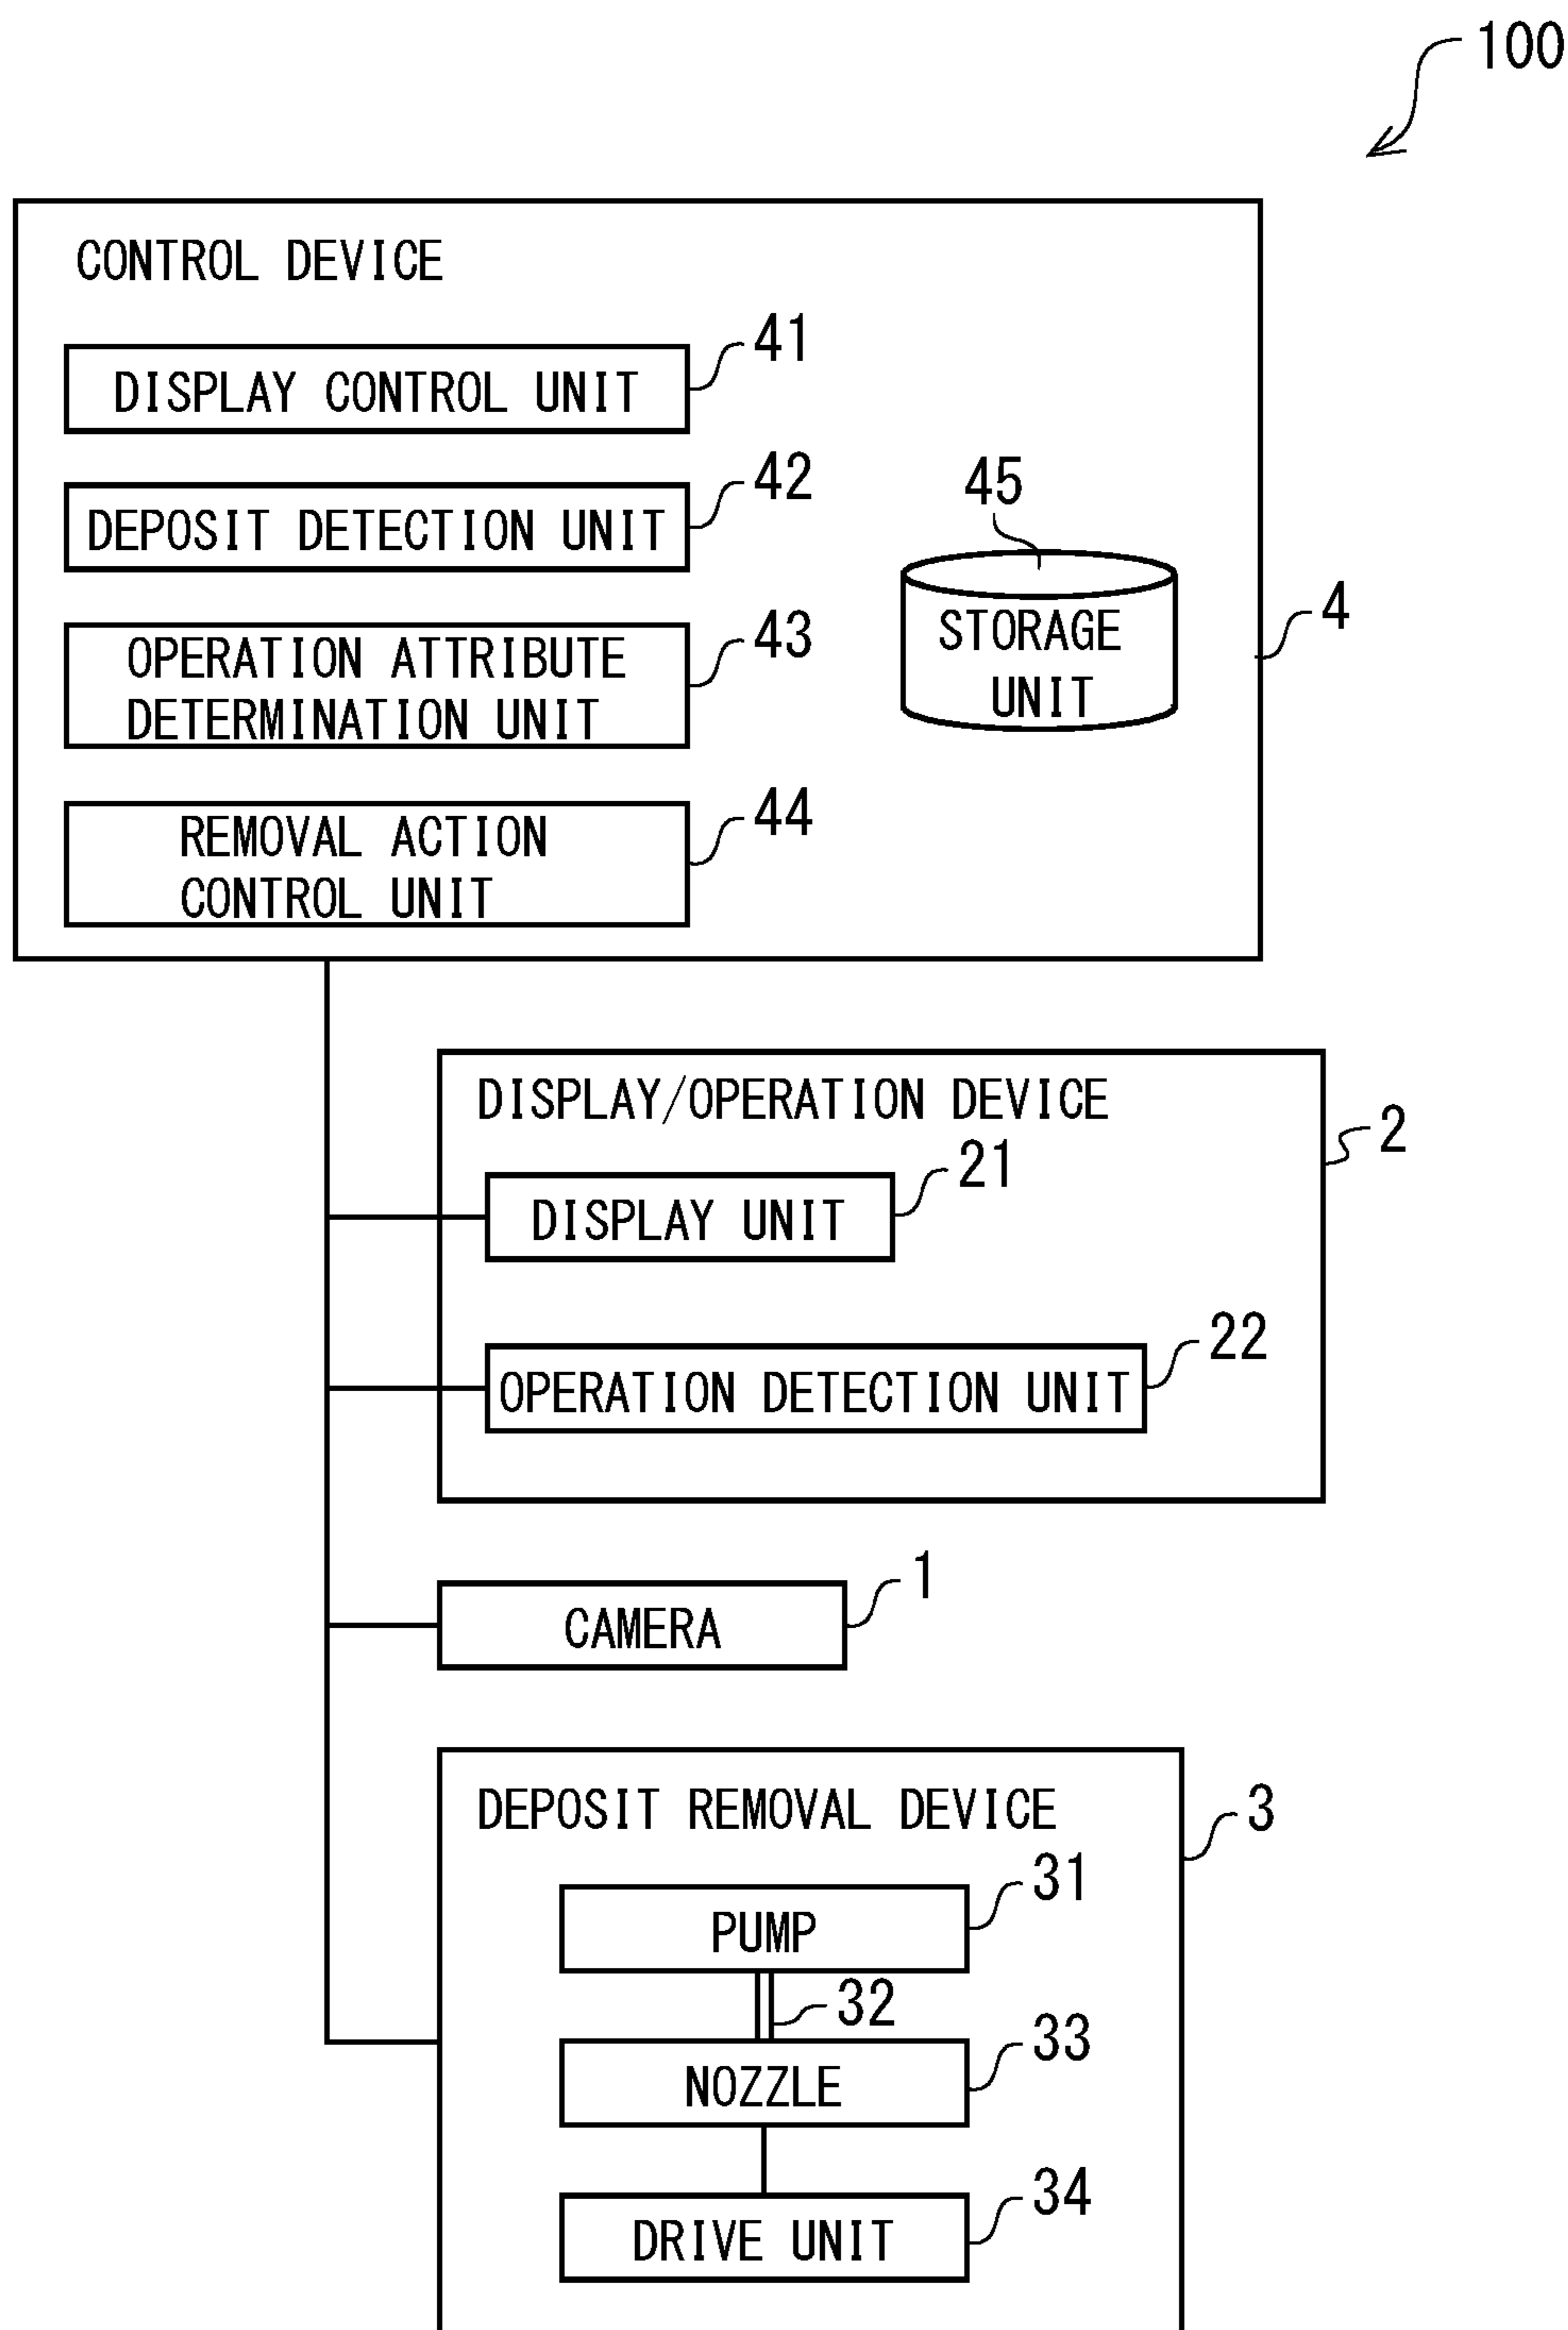 100
CONTROL DEVICE
41
DISPLAY CONTROL UNIT
42
DEPOSIT DETECTION UNIT
43
OPERATION ATTRIBUTE
DETERMINATION UNIT
44
REMOVAL ACTION
CONTROL UNIT
45
STORAGE
UNIT
4
DISPLAY/OPERATION DEVICE
2
21
DISPLAY UNIT
22
OPERATION DETECTION UNIT
1
CAMERA
DEPOSIT REMOVAL DEVICE
3
31
PUMP
32
33
NOZZLE
34
DRIVE UNIT